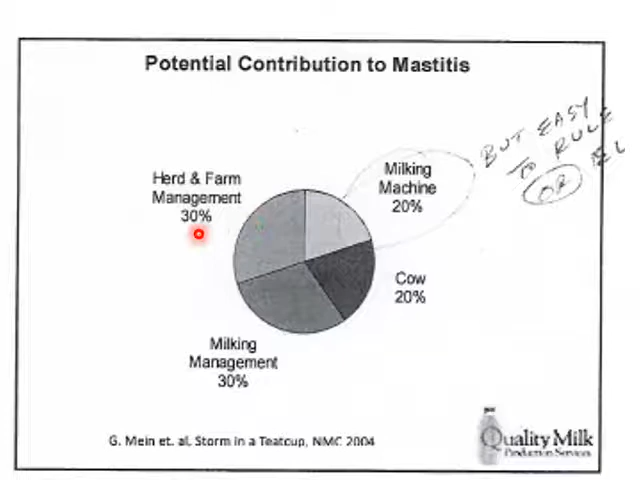 Potential Contribution to Mastitis
BUT EASY
TO RULE
OR
Milking
Machine
20%
Herd & Farm
Management
30%
Cow
20%
Milking
Management
30%
G. Mein et. al, Storm in a Teatcup, NMC 2004
Quality Milk
Production Services